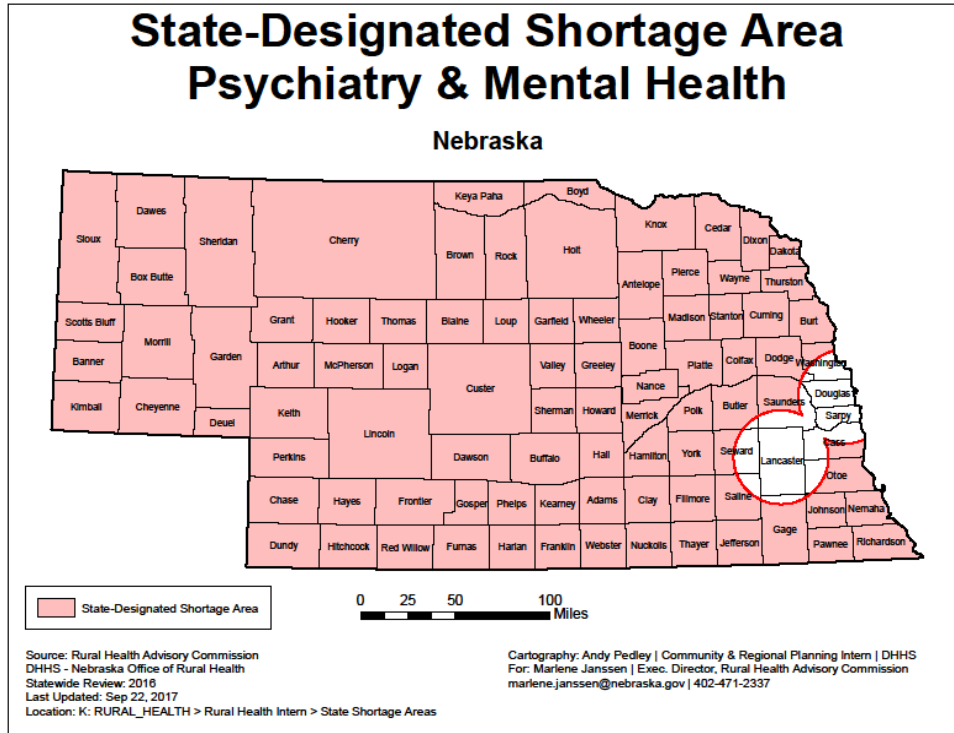 State-Designated Shortage Area
Psychiatry & Mental Health
Nebraska
Keya Paha
Boyd
Dawes
Knox
Cedar
Sioux
Sheridan
Cherry
Holt
Dixon
Dakota
Brown
Rock
Box Butte
Pierce
Wayne
Antelope
Thurston
Scotts Bluff
Grant
Hooker
Thomas
Blaine
Loup
Garfield
Wheeler
Madison
Stanton
Cuming
Burt
Morrill
Boone
Banner
Garden
Arthur
McPherson
Logan
Valley
Greeley
Platte
Colfax
Dodge
Washington
Custer
Nance
Douglas
Kimball
Cheyenne
Keith
Sherman
Howard
Merrick
Polk
Butler
Saunders
Sarpy
Deuel
Lincoln
Cass
Perkins
Dawson
Buffalo
Hall
Hamilton
York
Seward
Lancaster
Otoe
Chase
Hayes
Frontier
Gosper
Phelps
Kearney
Adams
Clay
Fillmore
Saline
Johnson
Nemaha
Gage
Dundy
Hitchcock
Red Willow
Furnas
Harlan
Franklin
Webster
Nuckolls
Thayer
Jefferson
Pawnee
Richardson
State-Designated Shortage Area
0 25 50 100
Miles
Source: Rural Health Advisory Commission
DHHS - Nebraska Office of Rural Health
Statewide Review: 2016
Last Updated: Sep 22, 2017
Location: K: RURAL_HEALTH > Rural Health Intern > State Shortage Areas
Cartography: Andy Pedley | Community & Regional Planning Intern | DHHS
For: Marlene Janssen | Exec. Director, Rural Health Advisory Commission
marlene.janssen@nebraska.gov | 402-471-2337